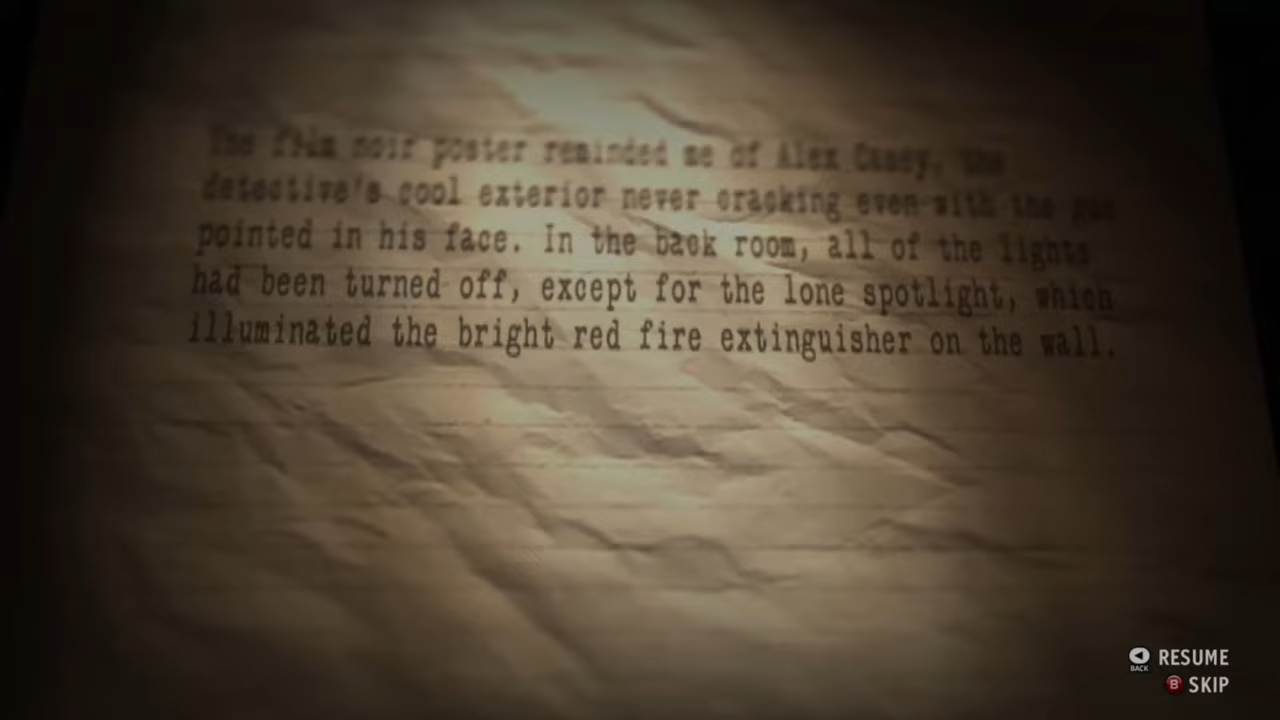 The film noir poster reminded me of Alex Casey, the
detective's cool exterior never cracking even with the gun
pointed in his face. In the back room, all of the lights
had been turned off, except for the lone spotlight, which
illuminated the bright red fire extinguisher on the wall.
BACK RESUME
B SKIP